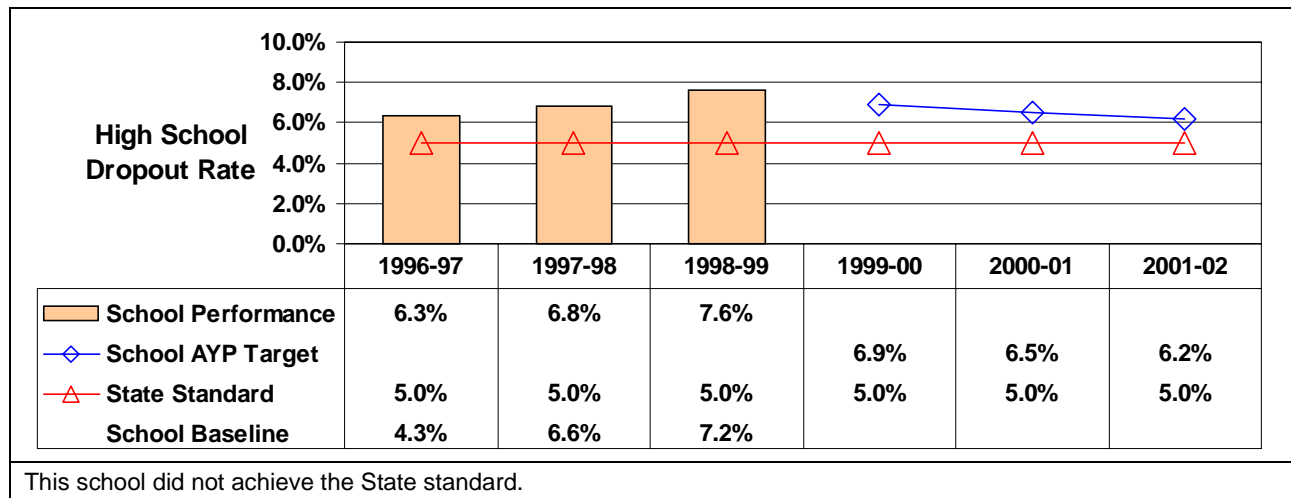 10.0%
8.0%
6.0%
4.0%
2.0%
0.0%
High School
Dropout Rate
1996-97 1997-98 1998-99 1999-00 2000-01 2001-02
School Performance 6.3% 6.8% 7.6%
School AYP Target 6.9% 6.5% 6.2%
State Standard 5.0% 5.0% 5.0% 5.0% 5.0% 5.0%
School Baseline 4.3% 6.6% 7.2%
This school did not achieve the State standard.